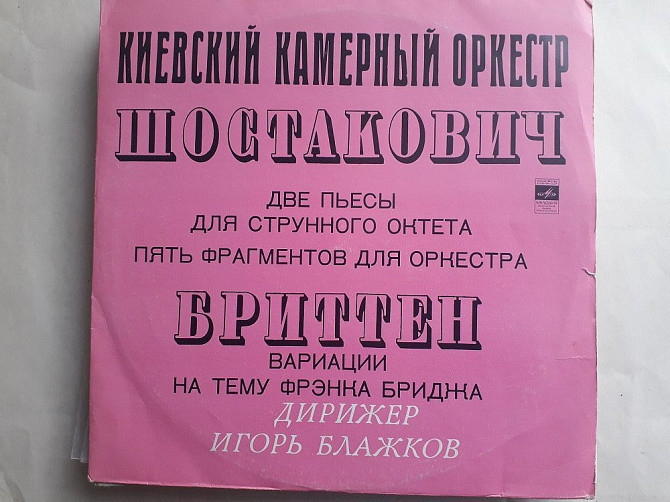 КИЕВСКИЙ КАМЕРНЫЙ ОРКЕСТР
ШОСТАКОВИЧ
ДВЕ ПЬЕСЫ
ДЛЯ СТРУННОГО ОКТЕТА
ПЯТЬ ФРАГМЕНТОВ ДЛЯ ОРКЕСТРА
БРИТТЕН
ВАРИАЦИИ
НА ТЕМУ ФРЭНКА БРИДЖА
ДИРИЖЕР
ИГОРЬ БЛАЖКОВ